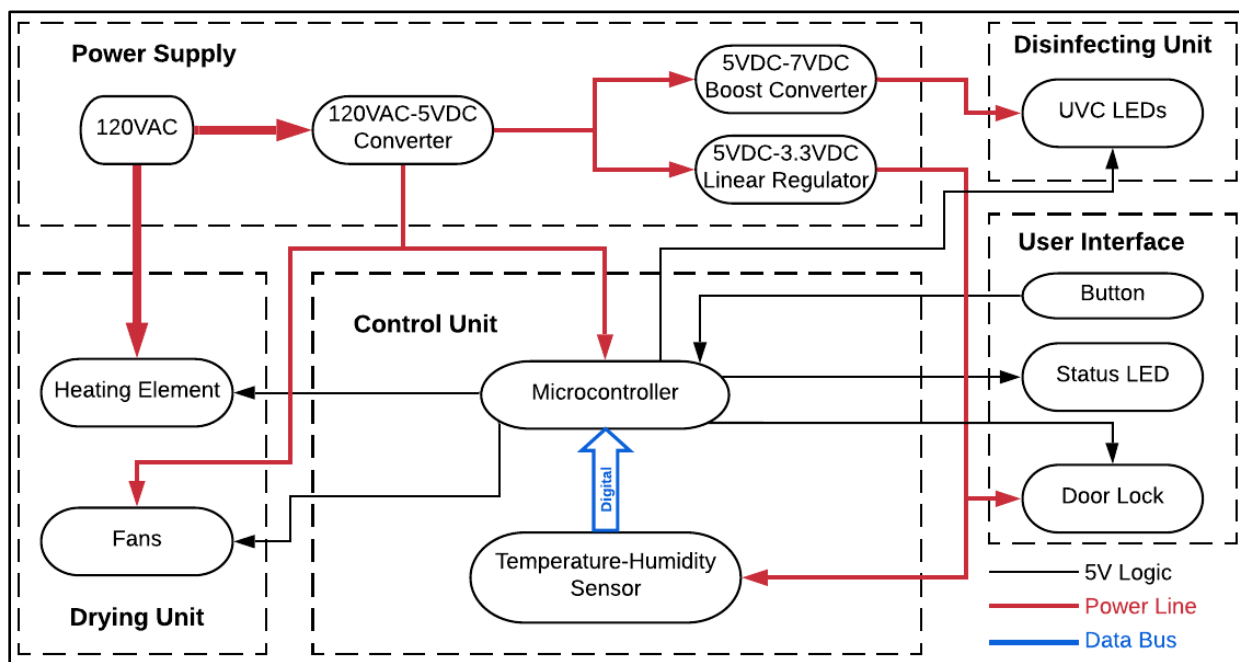 Power Supply
120VAC
120VAC-5VDC
Converter
5VDC-7VDC
Boost Converter
5VDC-3.3VDC
Linear Regulator
Disinfecting Unit
UVC LEDs
User Interface
Button
Status LED
Door Lock
Control Unit
Microcontroller
Digital
Temperature-Humidity
Sensor
Heating Element
Fans
Drying Unit
5V Logic
Power Line
Data Bus